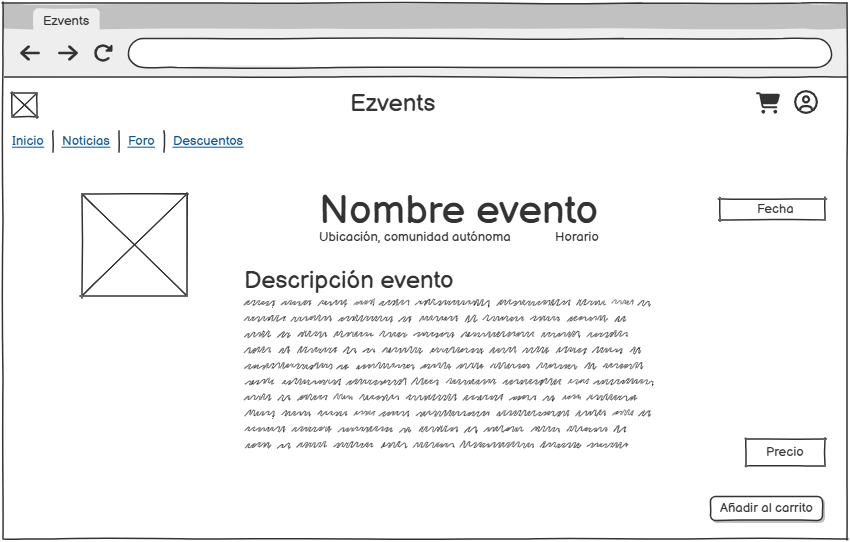 Ezvents
Ezvents
Inicio Noticias Foro Descuentos
Nombre evento
Fecha
Ubicación, comunidad autónoma Horario
Descripción evento
Precio
Añadir al carrito